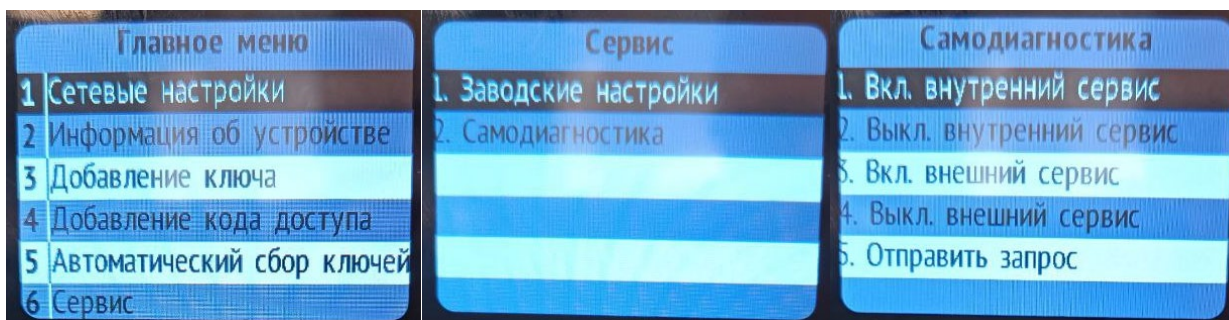 Главное меню
1 Сетевые настройки
2 Информация об устройстве
3 Добавление ключа
4 Добавление кода доступа
5 Автоматический сбор ключей
6 Сервис
Сервис
1. Заводские настройки
2. Самодиагностика
Самодиагностика
1. Вкл. внутренний сервис
2. Выкл. внутренний сервис
3. Вкл. внешний сервис
4. Выкл. внешний сервис
5. Отправить запрос